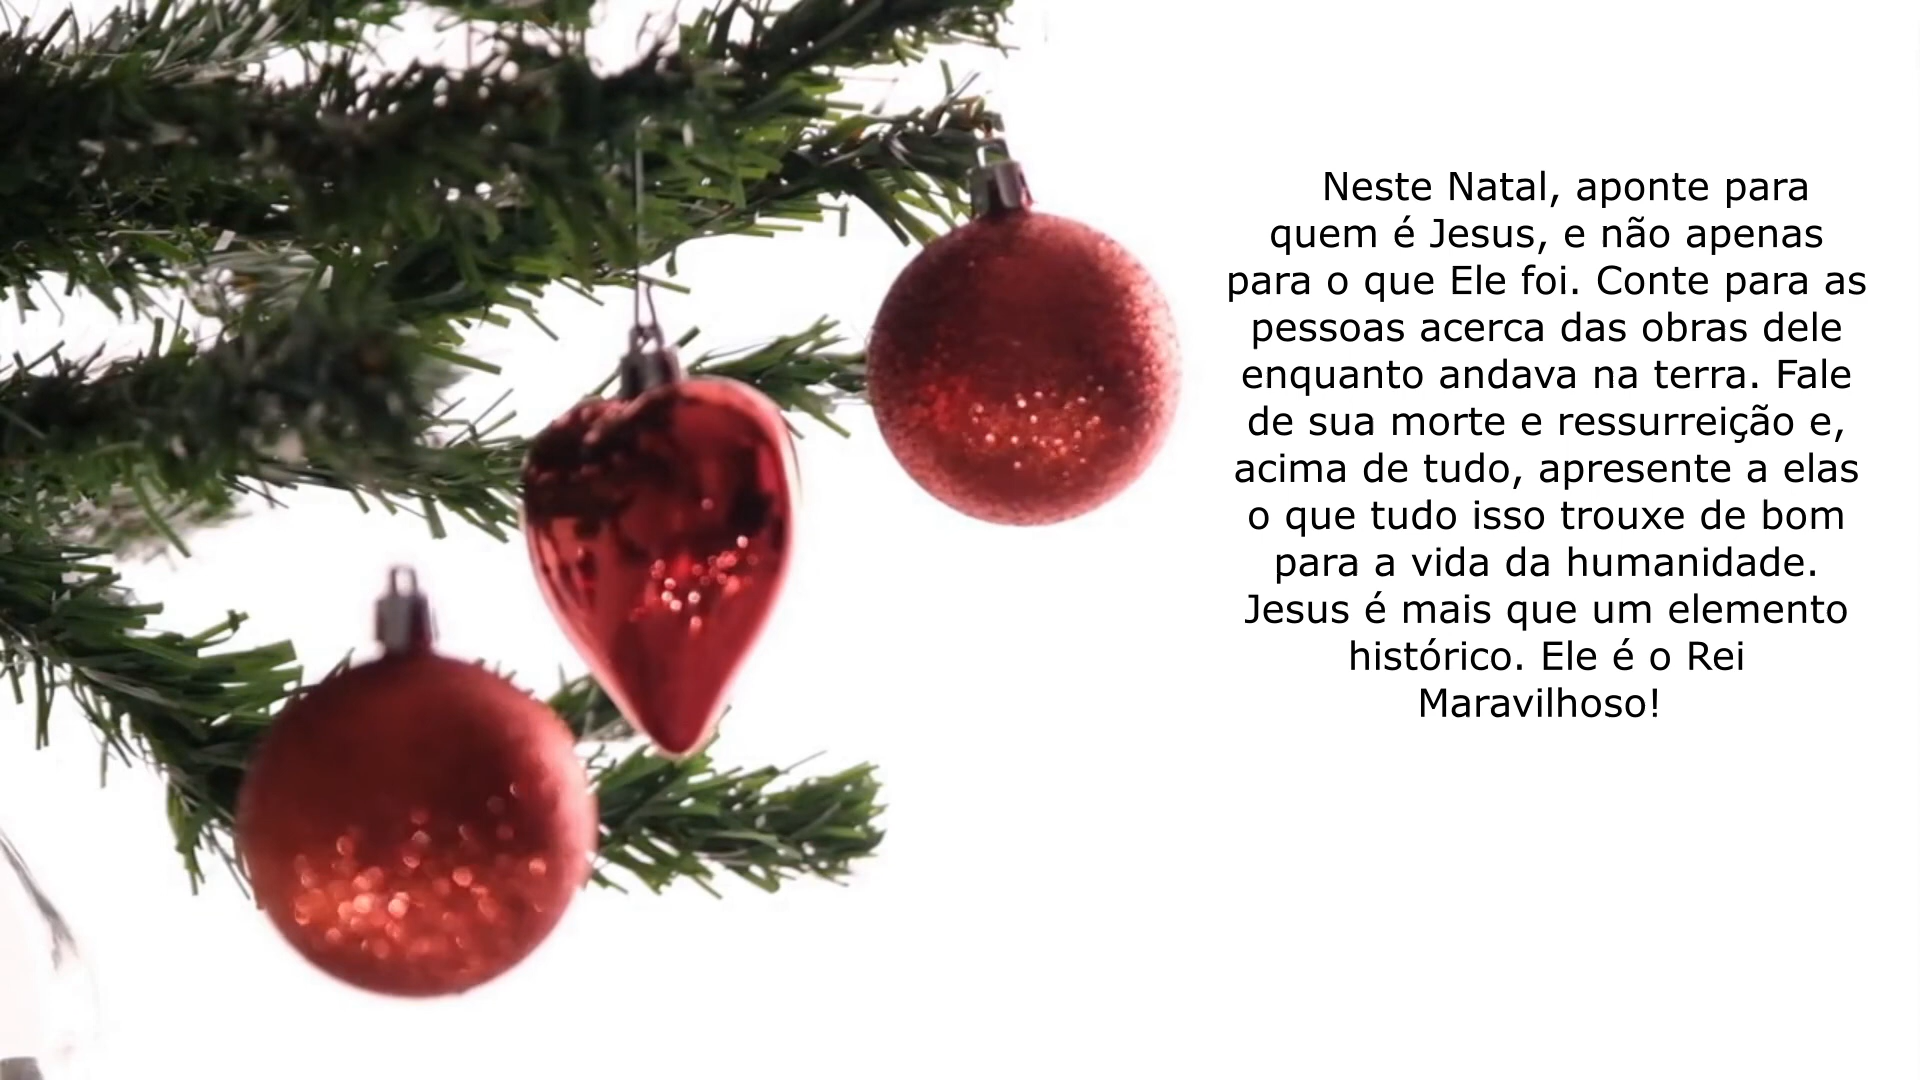 Neste Natal, aponte para
quem é Jesus, e não apenas
para o que Ele foi. Conte para as
pessoas acerca das obras dele
enquanto andava na terra. Fale
de sua morte e ressurreição e,
acima de tudo, apresente a elas
o que tudo isso trouxe de bom
para a vida da humanidade.
Jesus é mais que um elemento
histórico. Ele é o Rei
Maravilhoso!